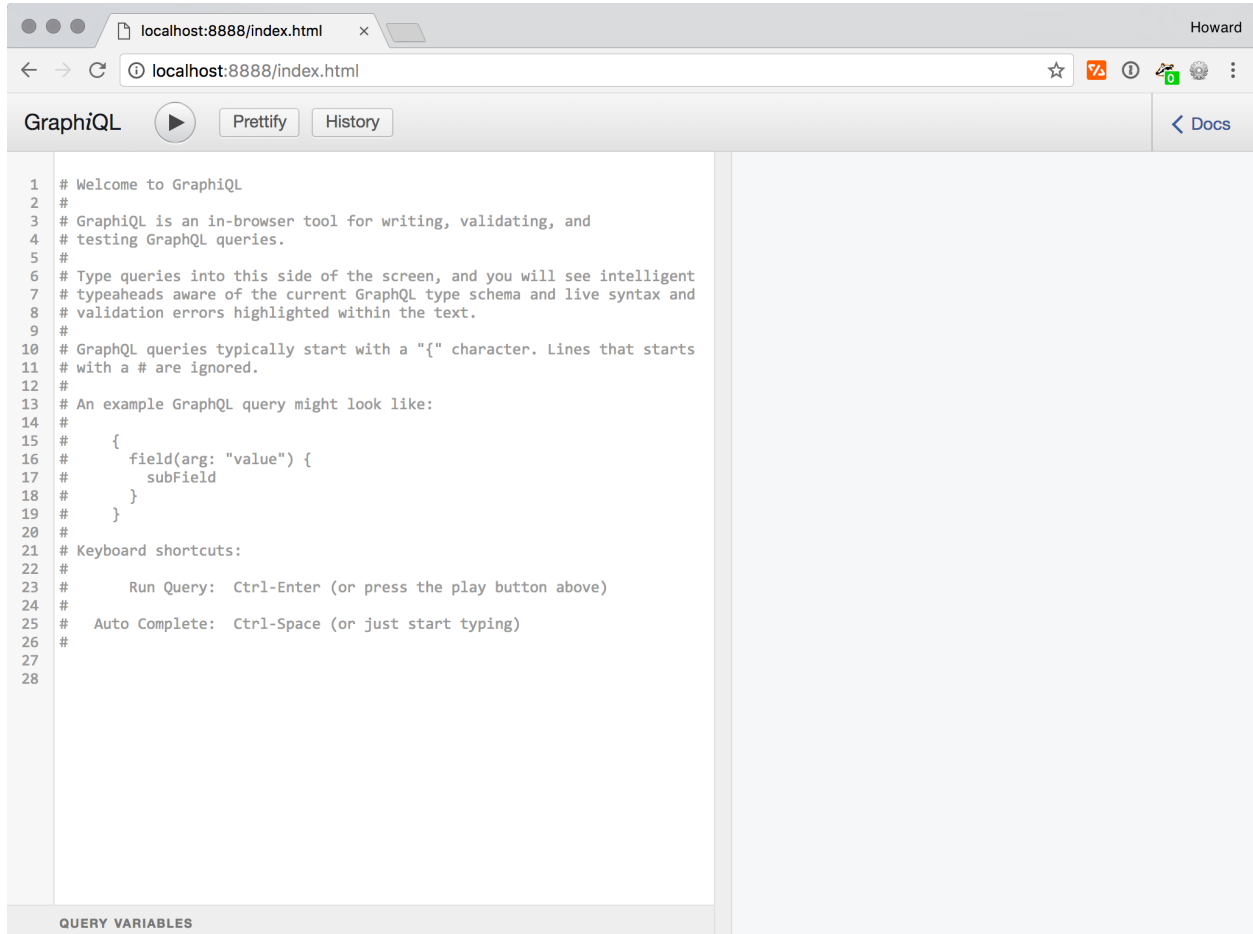 localhost:8888/index.html
Howard
localhost:8888/index.html
0
GraphiQL
Prettify
History
Docs
1 # Welcome to GraphiQL
2 #
3 # GraphiQL is an in-browser tool for writing, validating, and
4 # testing GraphQL queries.
5 #
6 # Type queries into this side of the screen, and you will see intelligent
7 # typeaheads aware of the current GraphQL type schema and live syntax and
8 # validation errors highlighted within the text.
9 #
10 # GraphQL queries typically start with a "{" character. Lines that starts
11 # with a # are ignored.
12 #
13 # An example GraphQL query might look like:
14 #
15 #     {
16 #       field(arg: "value") {
17 #         subField
18 #       }
19 #     }
20 #
21 # Keyboard shortcuts:
22 #
23 #       Run Query:  Ctrl-Enter (or press the play button above)
24 #
25 #   Auto Complete:  Ctrl-Space (or just start typing)
26 #
27
28
QUERY VARIABLES